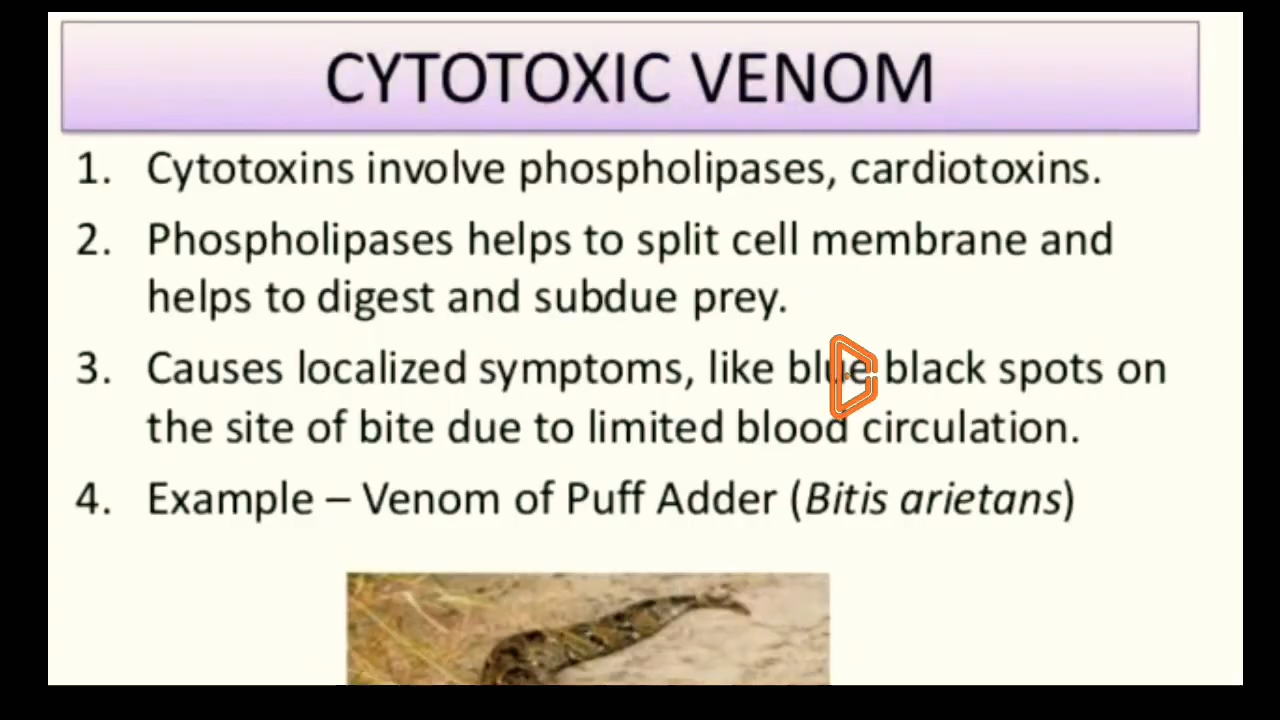 CYTOTOXIC VENOM
1. Cytotoxins involve phospholipases, cardiotoxins.
2. Phospholipases helps to split cell membrane and
helps to digest and subdue prey.
3. Causes localized symptoms, like blue black spots on
the site of bite due to limited blood circulation.
4. Example – Venom of Puff Adder (Bitis arietans)